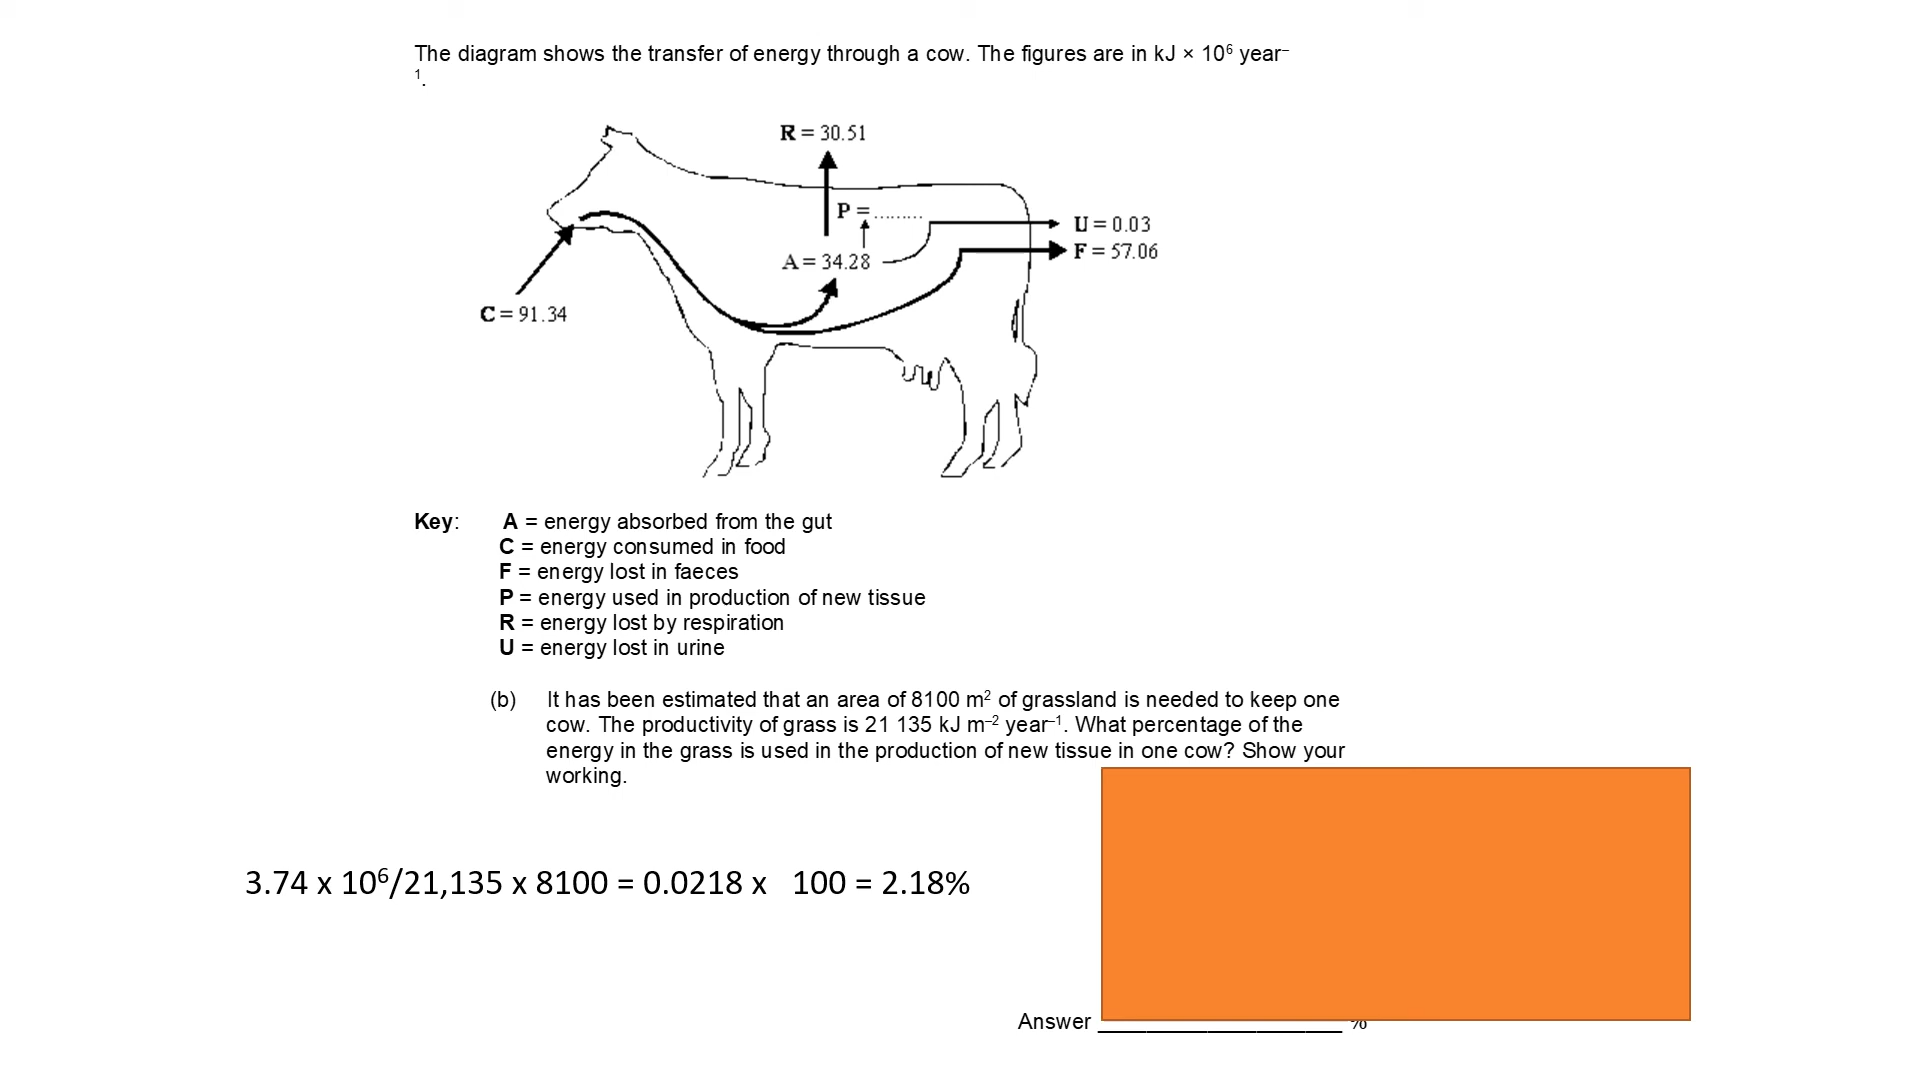 The diagram shows the transfer of energy through a cow. The figures are in kJ × 10⁶ year⁻
¹.
R = 30.51
P = .........
U = 0.03
A = 34.28
F = 57.06
C = 91.34
Key: A = energy absorbed from the gut
C = energy consumed in food
F = energy lost in faeces
P = energy used in production of new tissue
R = energy lost by respiration
U = energy lost in urine
(b) It has been estimated that an area of 8100 m² of grassland is needed to keep one
cow. The productivity of grass is 21 135 kJ m⁻² year⁻¹. What percentage of the
energy in the grass is used in the production of new tissue in one cow? Show your
working.
3.74 x 10⁶/21,135 x 8100 = 0.0218 x 100 = 2.18%
Answer ____________________ %